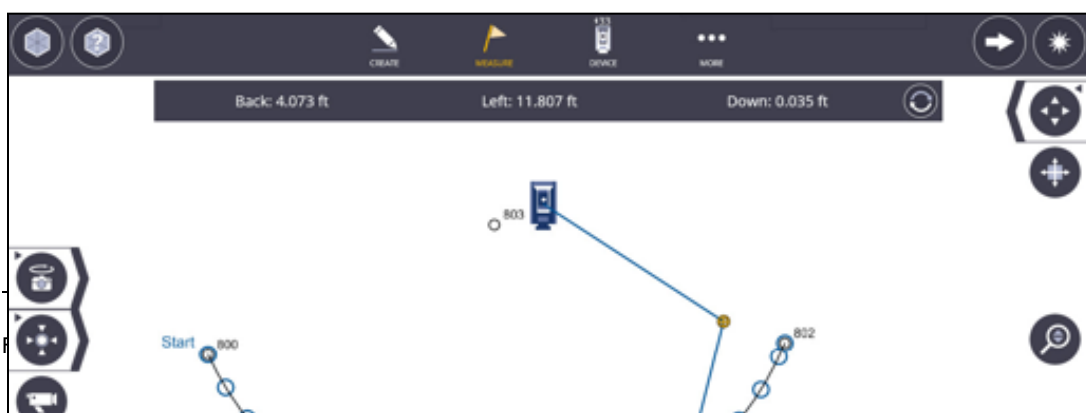 ?
CREATE
MEASURE
DEVICE
MORE
Back: 4.073 ft
Left: 11.807 ft
Down: 0.035 ft
803
Start
800
802